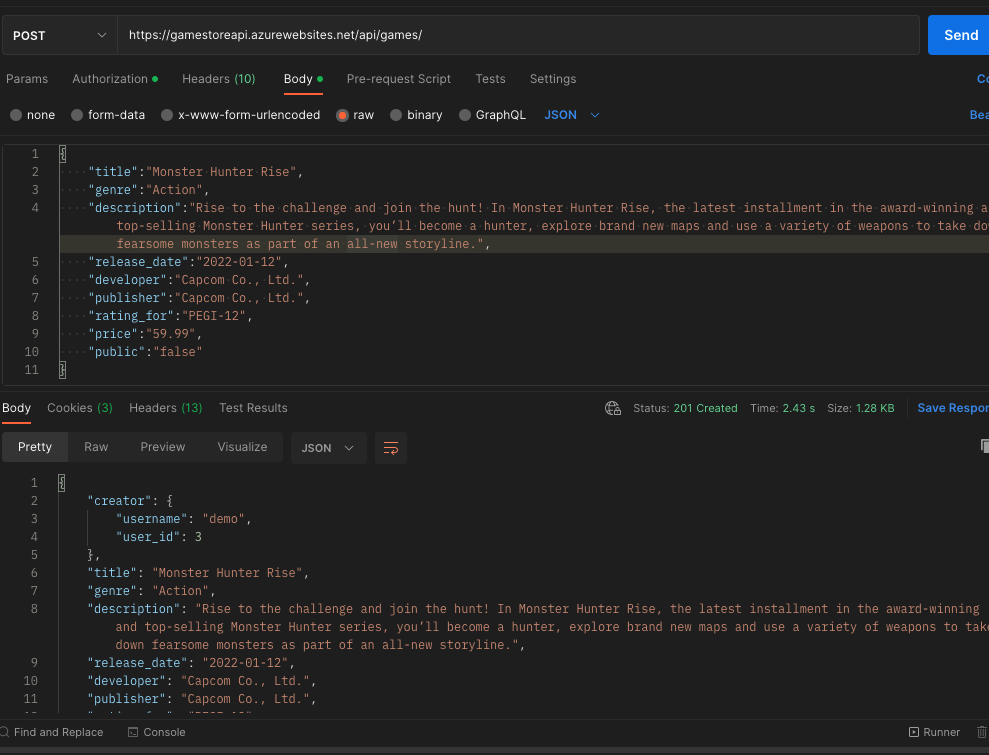 POST https://gamestoreapi.azurewebsites.net/api/games/ Send
Params Authorization Headers (10) Body Pre-request Script Tests Settings
none form-data x-www-form-urlencoded raw binary GraphQL JSON
1 {
2 "title":"Monster Hunter Rise",
3 "genre":"Action",
4 "description":"Rise to the challenge and join the hunt! In Monster Hunter Rise, the latest installment in the award-winning a
top-selling Monster Hunter series, you’ll become a hunter, explore brand new maps and use a variety of weapons to take do
fearsome monsters as part of an all-new storyline.",
5 "release_date":"2022-01-12",
6 "developer":"Capcom Co., Ltd.",
7 "publisher":"Capcom Co., Ltd.",
8 "rating_for":"PEGI-12",
9 "price":"59.99",
10 "public":"false"
11 }
Body Cookies (3) Headers (13) Test Results Status: 201 Created Time: 2.43 s Size: 1.28 KB Save Respor
Pretty Raw Preview Visualize JSON
1 {
2 "creator": {
3 "username": "demo",
4 "user_id": 3
5 },
6 "title": "Monster Hunter Rise",
7 "genre": "Action",
8 "description": "Rise to the challenge and join the hunt! In Monster Hunter Rise, the latest installment in the award-winning
and top-selling Monster Hunter series, you’ll become a hunter, explore brand new maps and use a variety of weapons to take
down fearsome monsters as part of an all-new storyline.",
9 "release_date": "2022-01-12",
10 "developer": "Capcom Co., Ltd.",
11 "publisher": "Capcom Co., Ltd.",
Find and Replace Console Runner